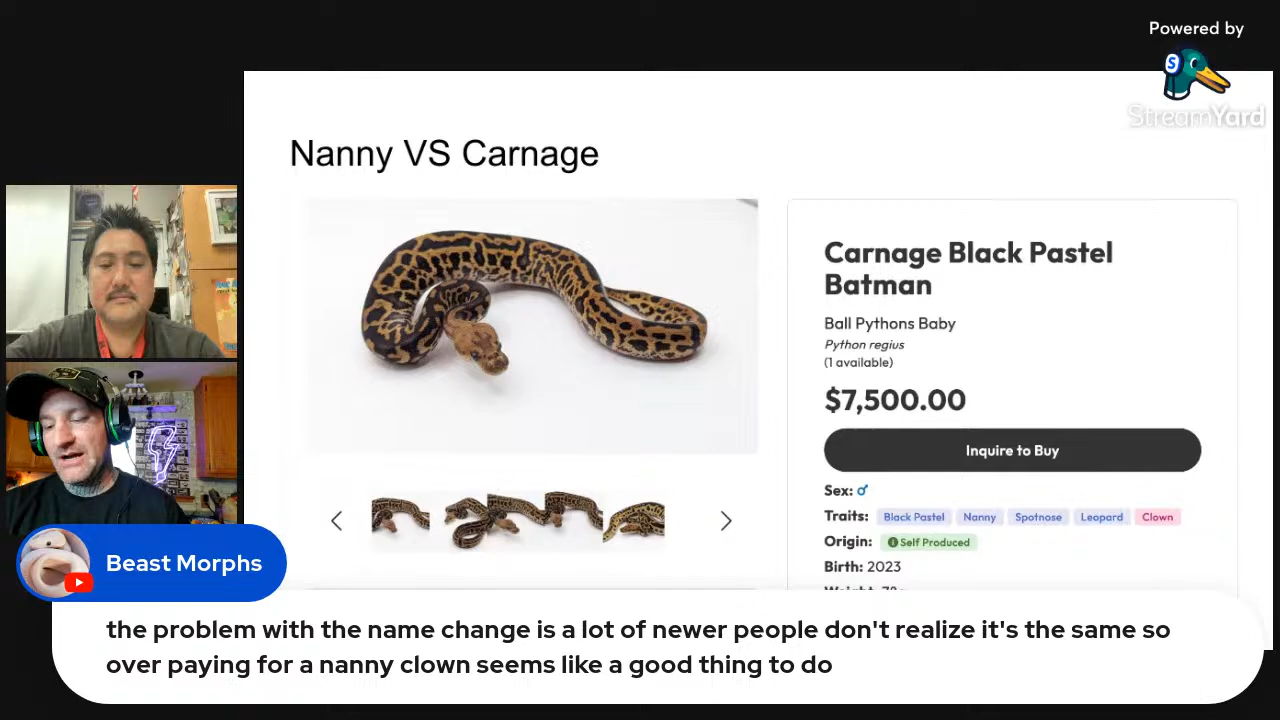 Powered by
StreamYard
Nanny VS Carnage
Carnage Black Pastel
Batman
Ball Pythons Baby
Python regius
(1 available)
$7,500.00
Inquire to Buy
Sex: ♂
Traits: Black Pastel Nanny Spotnose Leopard Clown
Origin: Self Produced
Birth: 2023
Beast Morphs
the problem with the name change is a lot of newer people don't realize it's the same so
over paying for a nanny clown seems like a good thing to do